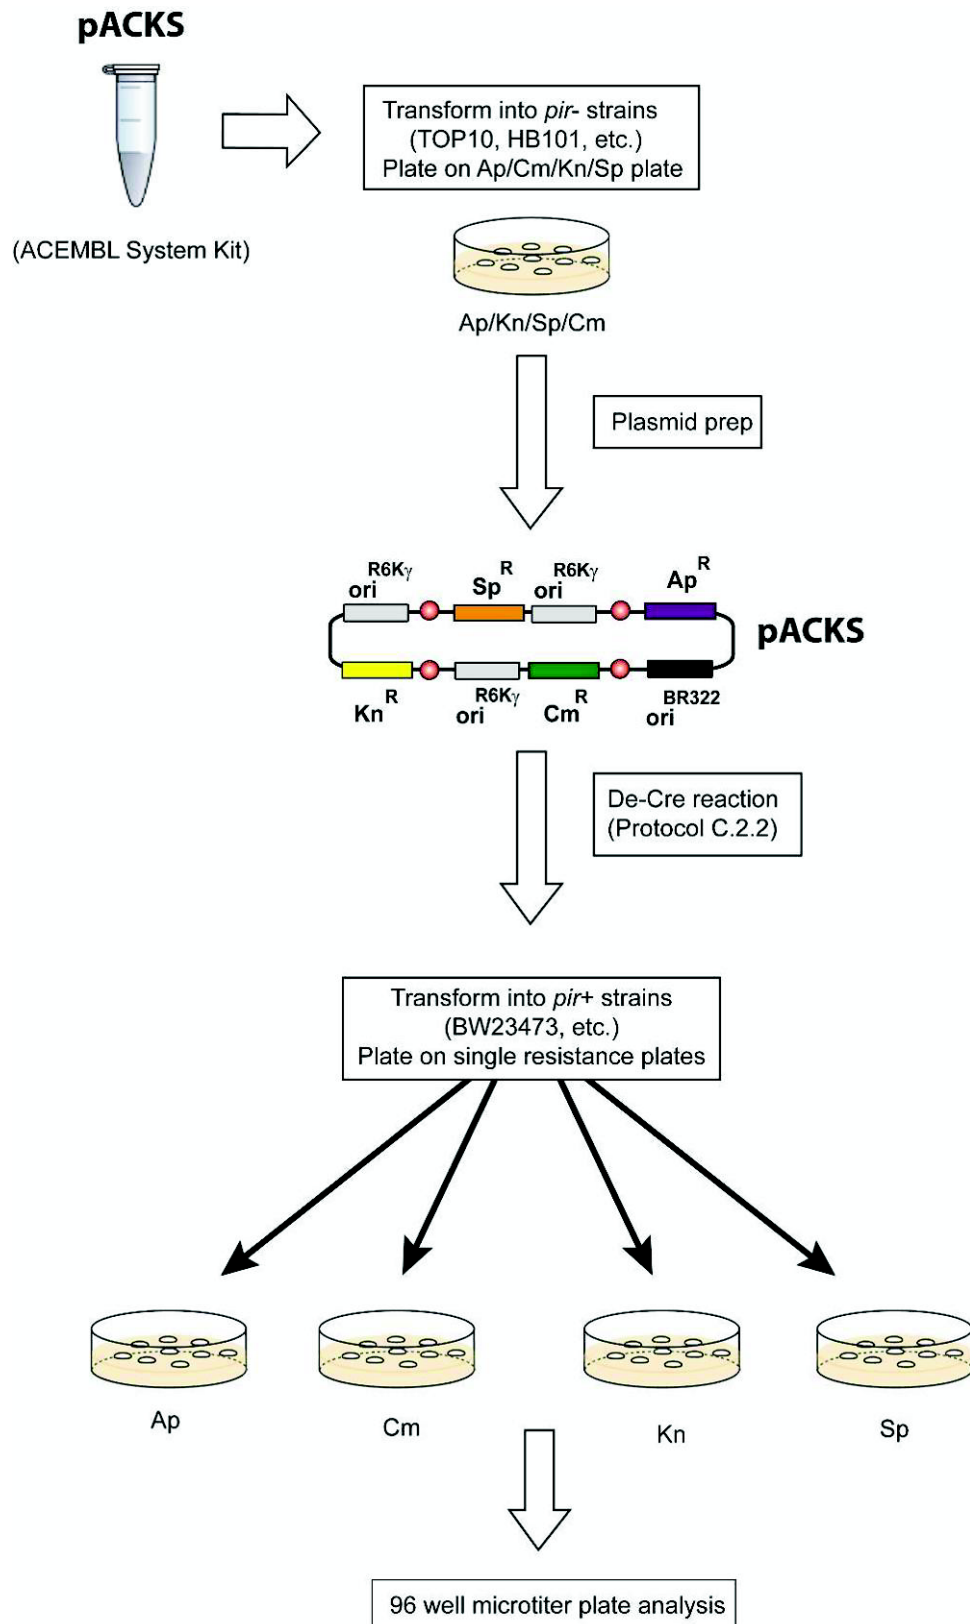 pACKS
(ACEMBL System Kit)
Transform into pir- strains
(TOP10, HB101, etc.)
Plate on Ap/Cm/Kn/Sp plate
Ap/Kn/Sp/Cm
Plasmid prep
ori R6Kγ
Sp R
ori R6Kγ
Ap R
pACKS
Kn R
ori R6Kγ
Cm R
ori BR322
De-Cre reaction
(Protocol C.2.2)
Transform into pir+ strains
(BW23473, etc.)
Plate on single resistance plates
Ap
Cm
Kn
Sp
96 well microtiter plate analysis